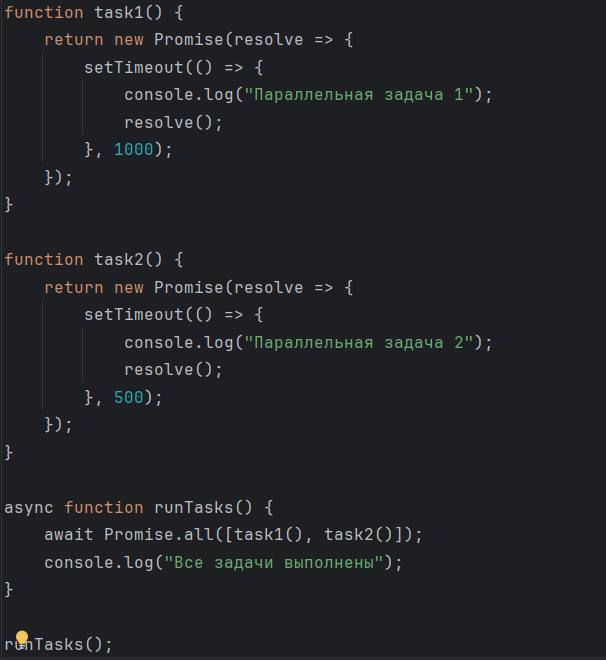 function task1() {
    return new Promise(resolve => {
        setTimeout(() => {
            console.log("Параллельная задача 1");
            resolve();
        }, 1000);
    });
}

function task2() {
    return new Promise(resolve => {
        setTimeout(() => {
            console.log("Параллельная задача 2");
            resolve();
        }, 500);
    });
}

async function runTasks() {
    await Promise.all([task1(), task2()]);
    console.log("Все задачи выполнены");
}

runTasks();